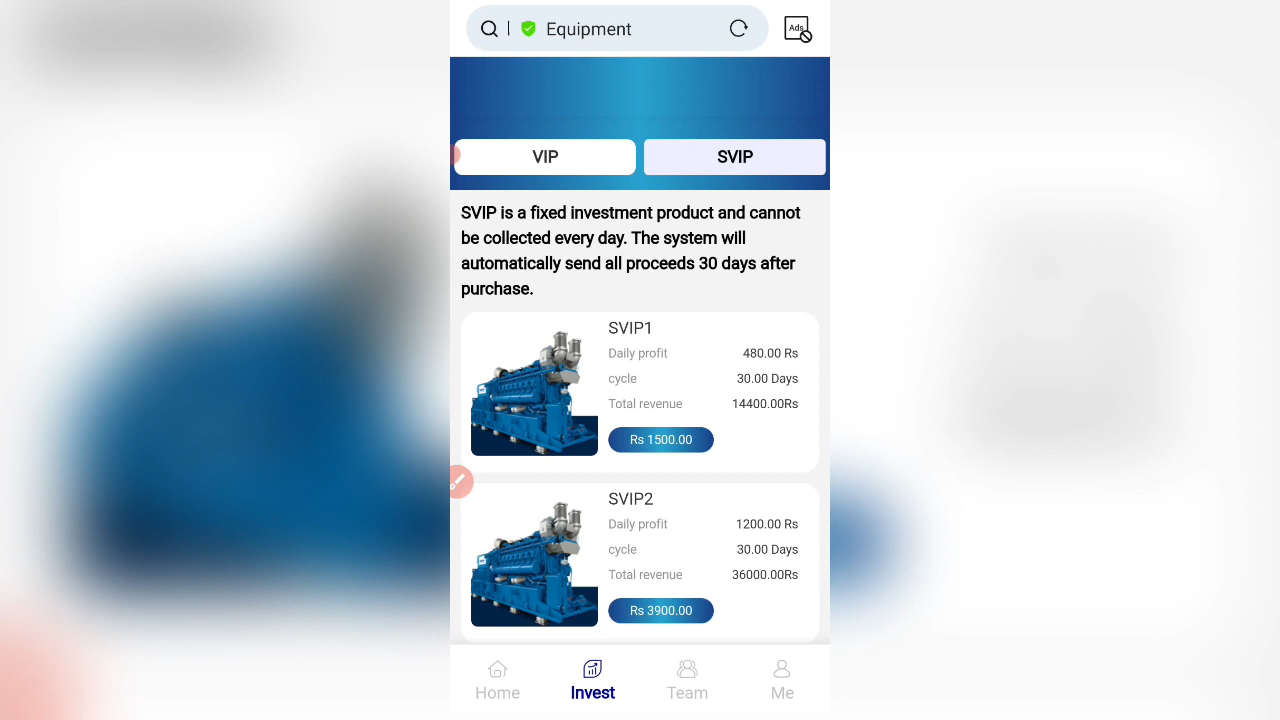 Equipment
Ads
VIP
SVIP
SVIP is a fixed investment product and cannot
be collected every day. The system will
automatically send all proceeds 30 days after
purchase.
SVIP1
Daily profit 480.00 Rs
cycle 30.00 Days
Total revenue 14400.00Rs
Rs 1500.00
SVIP2
Daily profit 1200.00 Rs
cycle 30.00 Days
Total revenue 36000.00Rs
Rs 3900.00
Home Invest Team Me